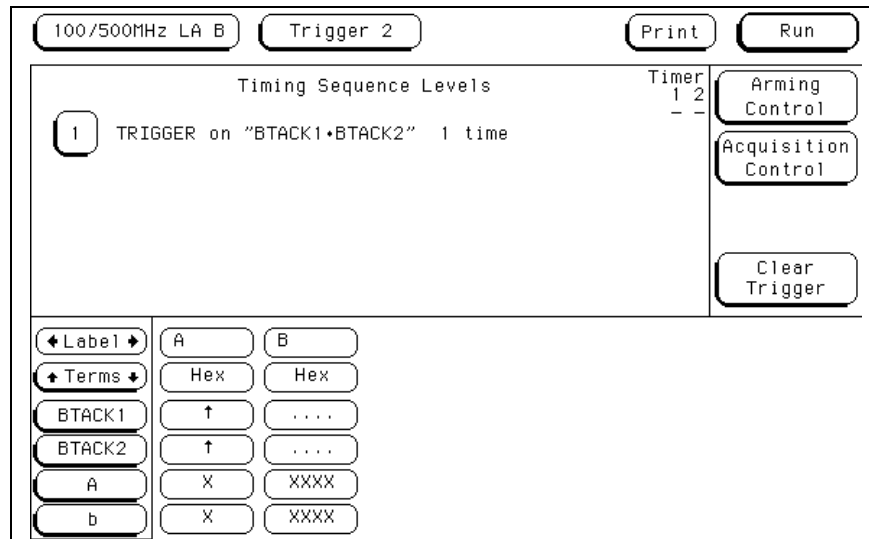 100/500MHz LA B Trigger 2 Print Run
Timing Sequence Levels
Timer
1 2
– –
Arming
Control
1 TRIGGER on "BTACK1•BTACK2" 1 time
Acquisition
Control
Clear
Trigger
←Label→ A B
↑Terms↓ Hex Hex
BTACK1 ↑ ....
BTACK2 ↑ ....
A X XXXX
b X XXXX